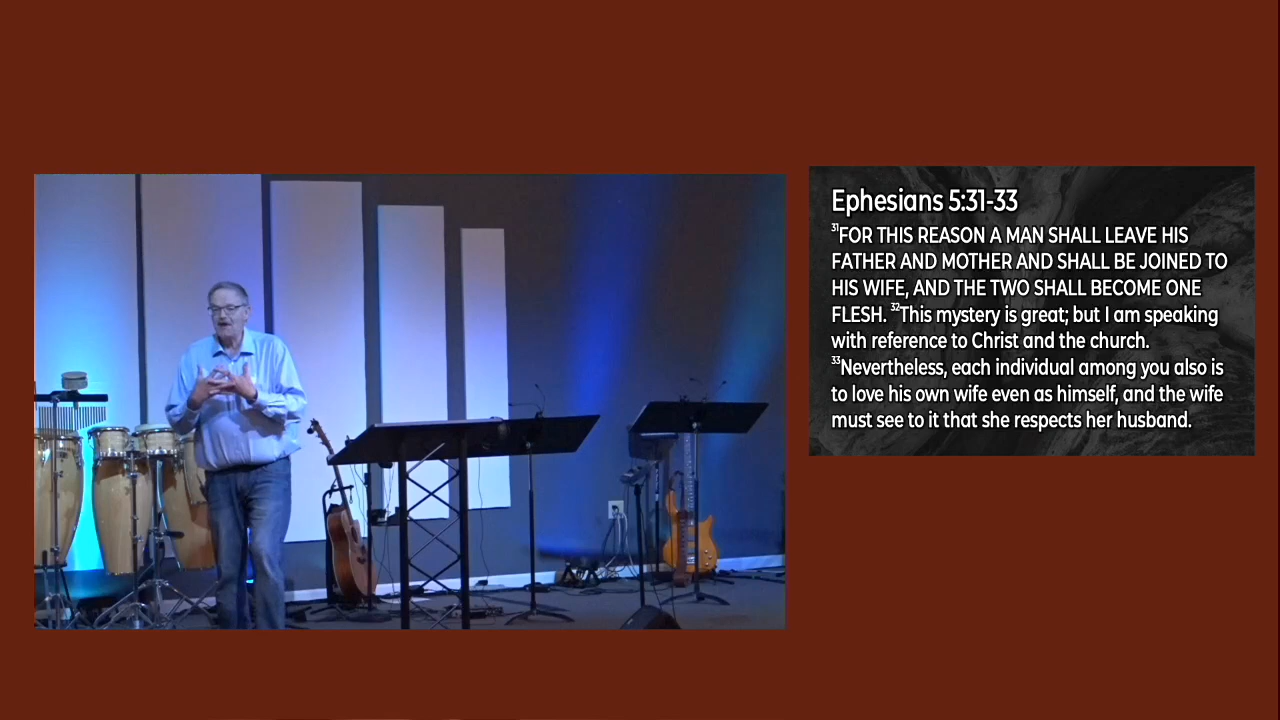 Ephesians 5:31-33
³¹FOR THIS REASON A MAN SHALL LEAVE HIS
FATHER AND MOTHER AND SHALL BE JOINED TO
HIS WIFE, AND THE TWO SHALL BECOME ONE
FLESH. ³²This mystery is great; but I am speaking
with reference to Christ and the church.
³³Nevertheless, each individual among you also is
to love his own wife even as himself, and the wife
must see to it that she respects her husband.